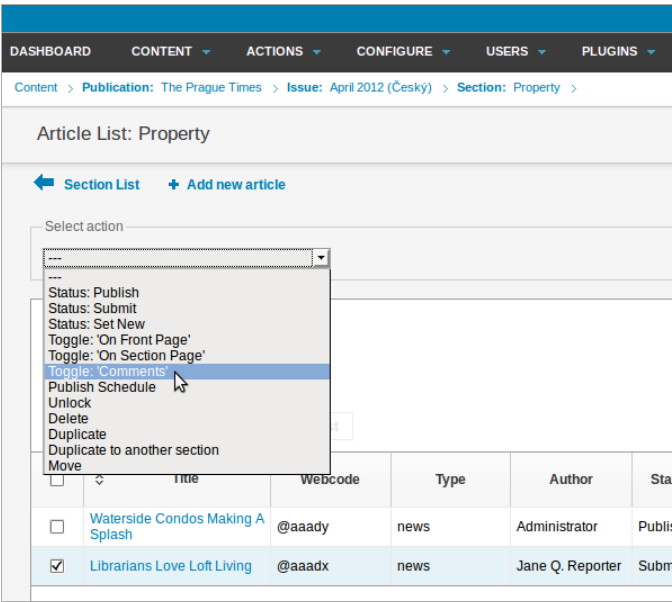 DASHBOARD CONTENT ACTIONS CONFIGURE USERS PLUGINS
Content > Publication: The Prague Times > Issue: April 2012 (Český) > Section: Property >
Article List: Property
Section List + Add new article
Select action
---
---
Status: Publish
Status: Submit
Status: Set New
Toggle: 'On Front Page'
Toggle: 'On Section Page'
Toggle: 'Comments'
Publish Schedule
Unlock
Delete
Duplicate
Duplicate to another section
Move
Title Webcode Type Author Sta
Waterside Condos Making A
Splash
@aaady news Administrator Publis
Librarians Love Loft Living @aaadx news Jane Q. Reporter Subm